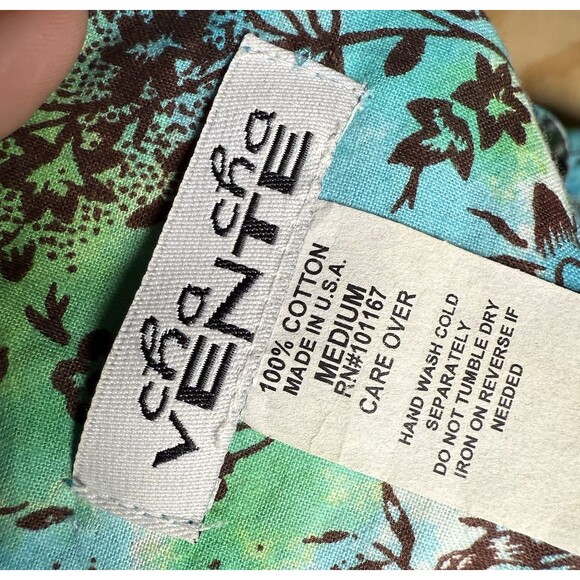 cha cha
VENTE
100% COTTON
MADE IN U.S.A.
MEDIUM
RN#101167
CARE OVER
HAND WASH COLD
SEPARATELY
DO NOT TUMBLE DRY
IRON ON REVERSE IF
NEEDED